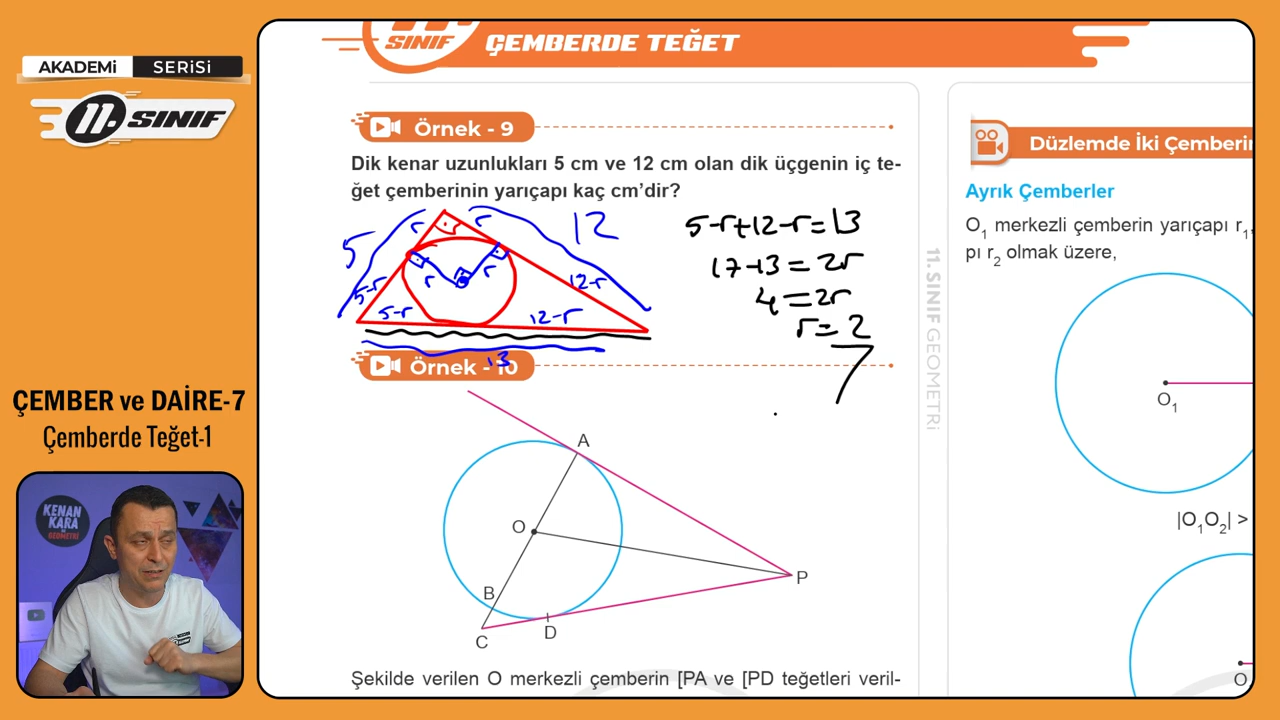 AKADEMİ SERİSİ
11. SINIF
ÇEMBER ve DAİRE-7
Çemberde Teğet-1
KENAN
KARA
GEOMETRİ
SINIF
ÇEMBERDE TEĞET
Örnek - 9
Dik kenar uzunlukları 5 cm ve 12 cm olan dik üçgenin iç te-
ğet çemberinin yarıçapı kaç cm'dir?
5 12
r r
r r
5-r 12-r
5-r 12-r
13
5-r+12-r=13
17-13=2r
4=2r
r=2
Örnek - 10
A
O
P
B
C
D
Şekilde verilen O merkezli çemberin [PA ve [PD teğetleri veril-
11. SINIF GEOMETRİ
Düzlemde İki Çemberi
Ayrık Çemberler
O1 merkezli çemberin yarıçapı r1,
pı r2 olmak üzere,
O1
|O1O2| >
O